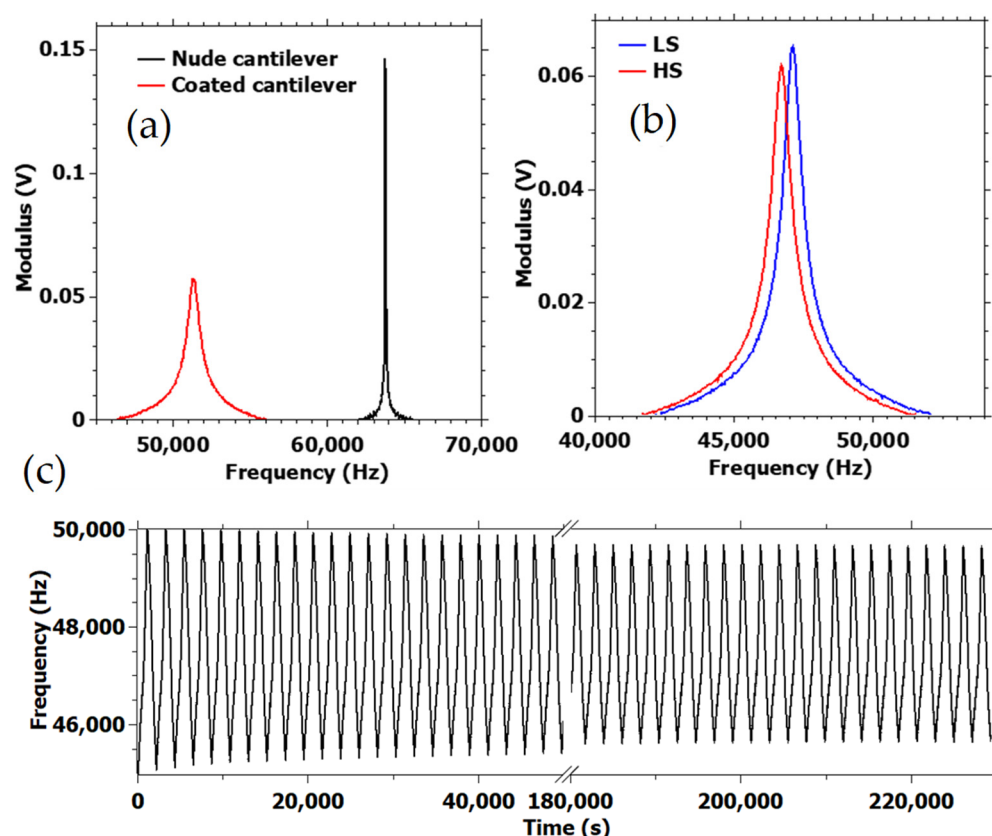 0.15
Nude cantilever
Coated cantilever
(a)
Modulus (V)
0.1
0.05
0
50,000
60,000
70,000
Frequency (Hz)
LS
HS
(b)
Modulus (V)
0.06
0.04
0.02
0
40,000
45,000
50,000
Frequency (Hz)
(c)
Frequency (Hz)
50,000
48,000
46,000
0
20,000
40,000
180,000
200,000
220,000
Time (s)